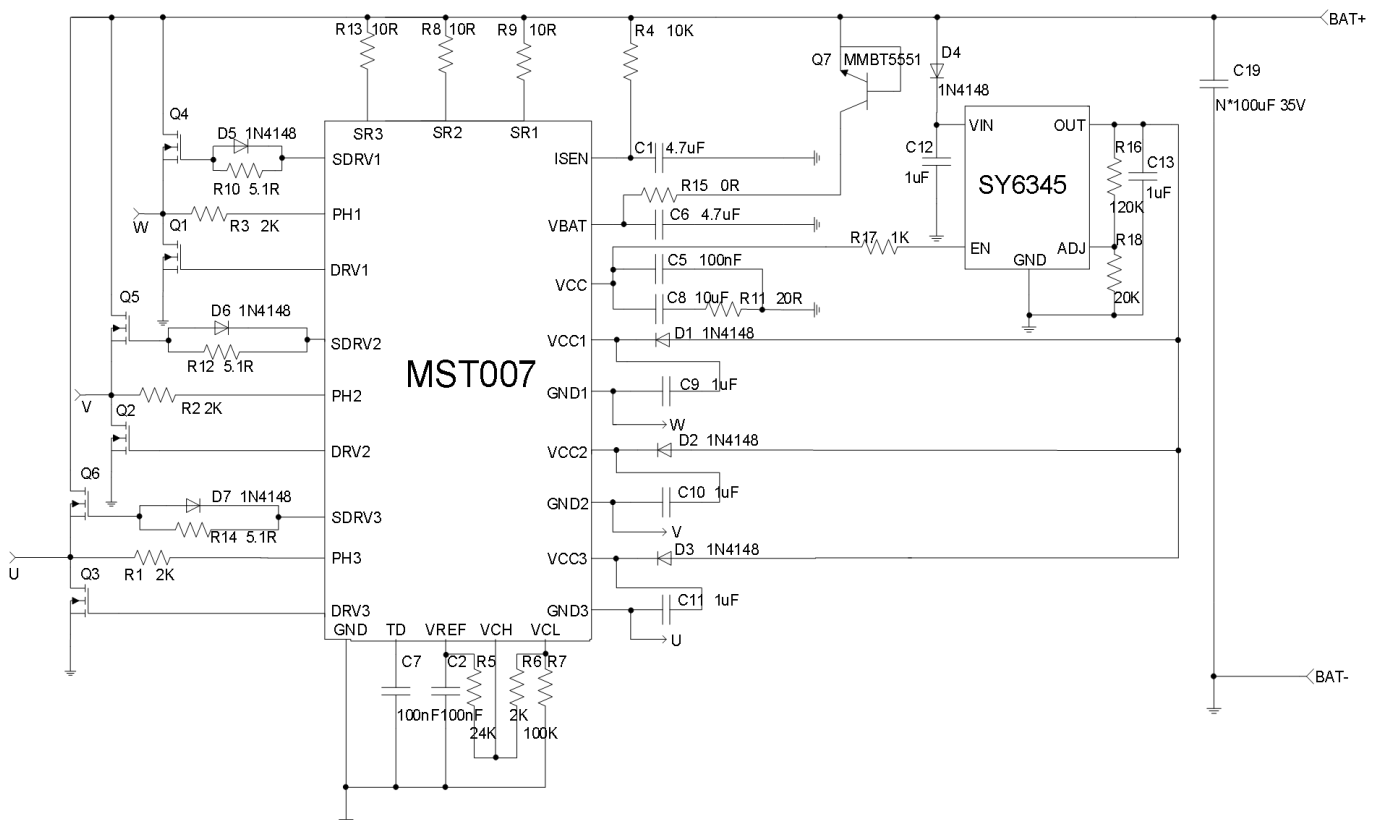 R13 10R
R8 10R
R9 10R
R4 10K
BAT+
Q7 MMBT5551
D4
1N4148
C19
N*100uF 35V
Q4
D5 1N4148
R10 5.1R
SR3
SR2
SR1
SDRV1
ISEN
C1 4.7uF
C12
1uF
VIN
OUT
SY6345
R16
120K
C13
1uF
R15 0R
W
R3 2K
PH1
VBAT
C6 4.7uF
Q1
R17 1K
EN
ADJ
GND
R18
20K
DRV1
VCC
C5 100nF
C8 10uF
R11 20R
Q5
D6 1N4148
R12 5.1R
SDRV2
VCC1
D1 1N4148
MST007
V
R2 2K
PH2
GND1
C9 1uF
W
Q2
DRV2
VCC2
D2 1N4148
Q6
D7 1N4148
R14 5.1R
SDRV3
GND2
C10 1uF
V
U
R1 2K
PH3
VCC3
D3 1N4148
Q3
DRV3
GND3
C11 1uF
U
GND
TD
VREF
VCH
VCL
C7
100nF
C2
100nF
R5
24K
R6
2K
R7
100K
BAT-